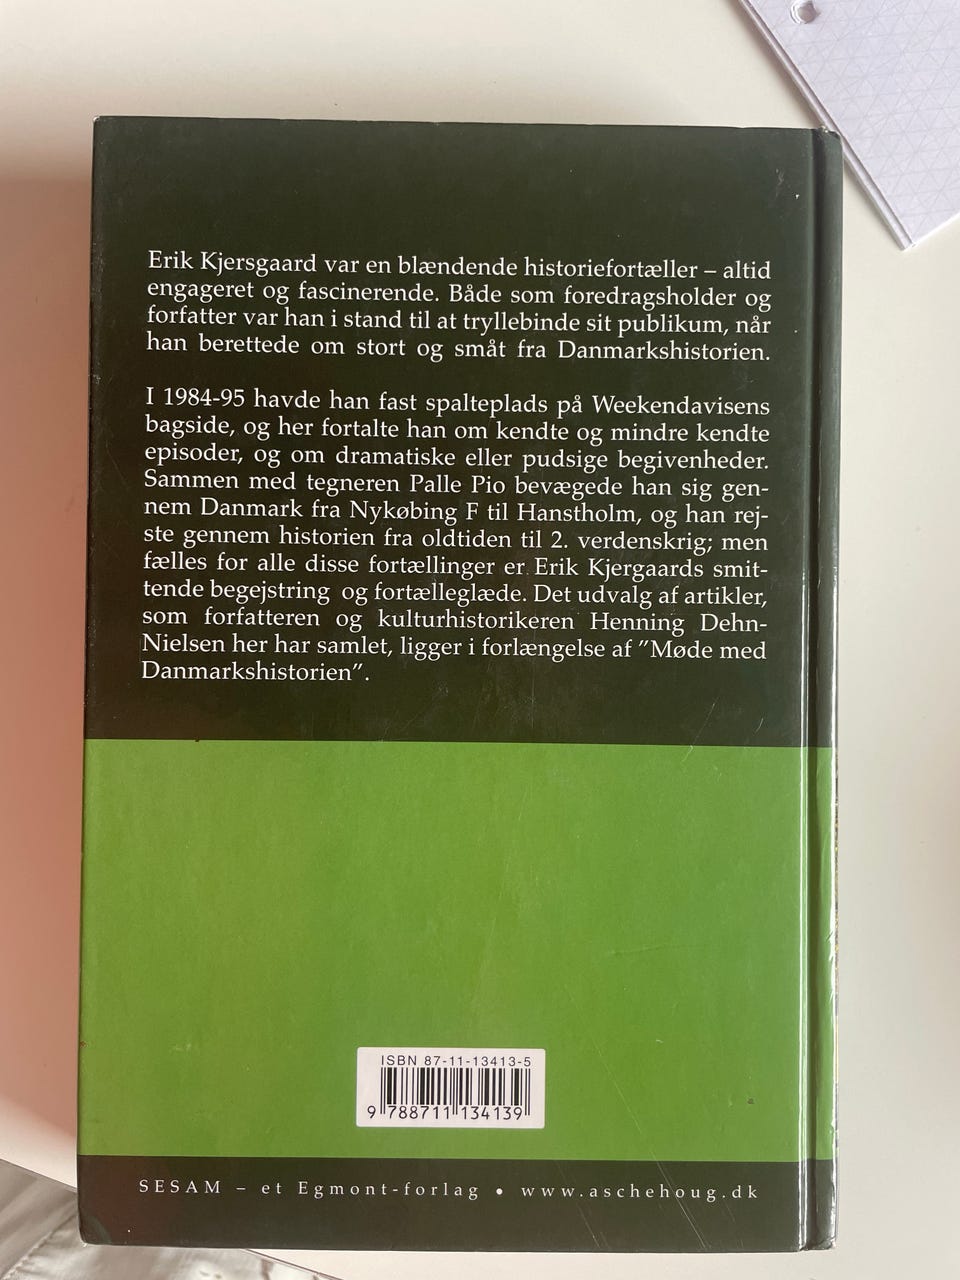 Erik Kjersgaard var en blændende historiefortæller – altid
engageret og fascinerende. Både som foredragsholder og
forfatter var han i stand til at tryllebinde sit publikum, når
han berettede om stort og småt fra Danmarkshistorien.
I 1984-95 havde han fast spalteplads på Weekendavisens
bagside, og her fortalte han om kendte og mindre kendte
episoder, og om dramatiske eller pudsige begivenheder.
Sammen med tegneren Palle Pio bevægede han sig gen-
nem Danmark fra Nykøbing F til Hanstholm, og han rej-
ste gennem historien fra oldtiden til 2. verdenskrig; men
fælles for alle disse fortællinger er Erik Kjergaards smit-
tende begejstring og fortælleglæde. Det udvalg af artikler,
som forfatteren og kulturhistorikeren Henning Dehn-
Nielsen her har samlet, ligger i forlængelse af ”Møde med
Danmarkshistorien”.
ISBN 87-11-13413-5
9 788711 134139
SESAM – et Egmont-forlag • www.aschehoug.dk